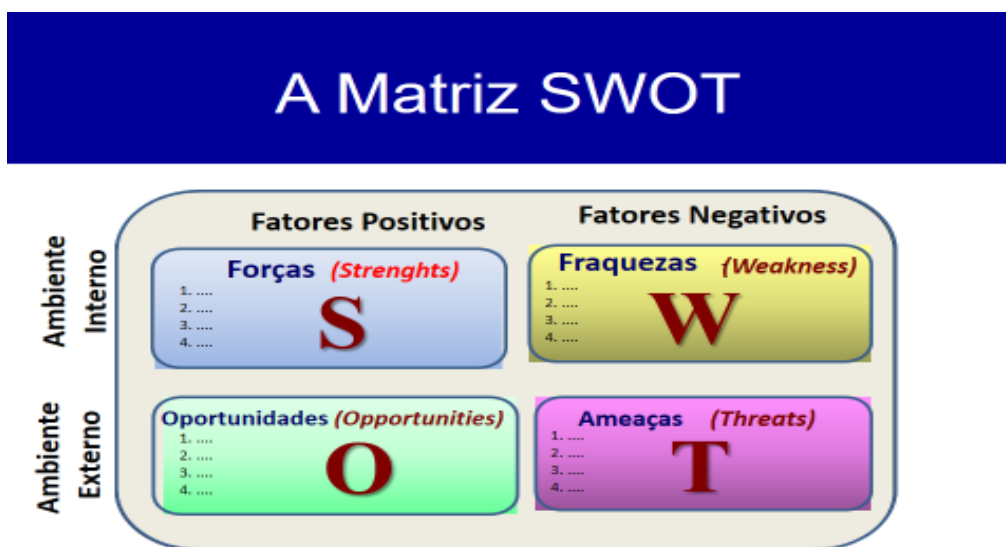 A Matriz SWOT
Fatores Positivos
Fatores Negativos
Ambiente
Interno
Forças (Strenghts)
1. ....
2. ....
3. ....
4. ....
S
Fraquezas (Weakness)
1. ....
2. ....
3. ....
4. ....
W
Ambiente
Externo
Oportunidades (Opportunities)
1. ....
2. ....
3. ....
4. ....
O
Ameaças (Threats)
1. ....
2. ....
3. ....
4. ....
T